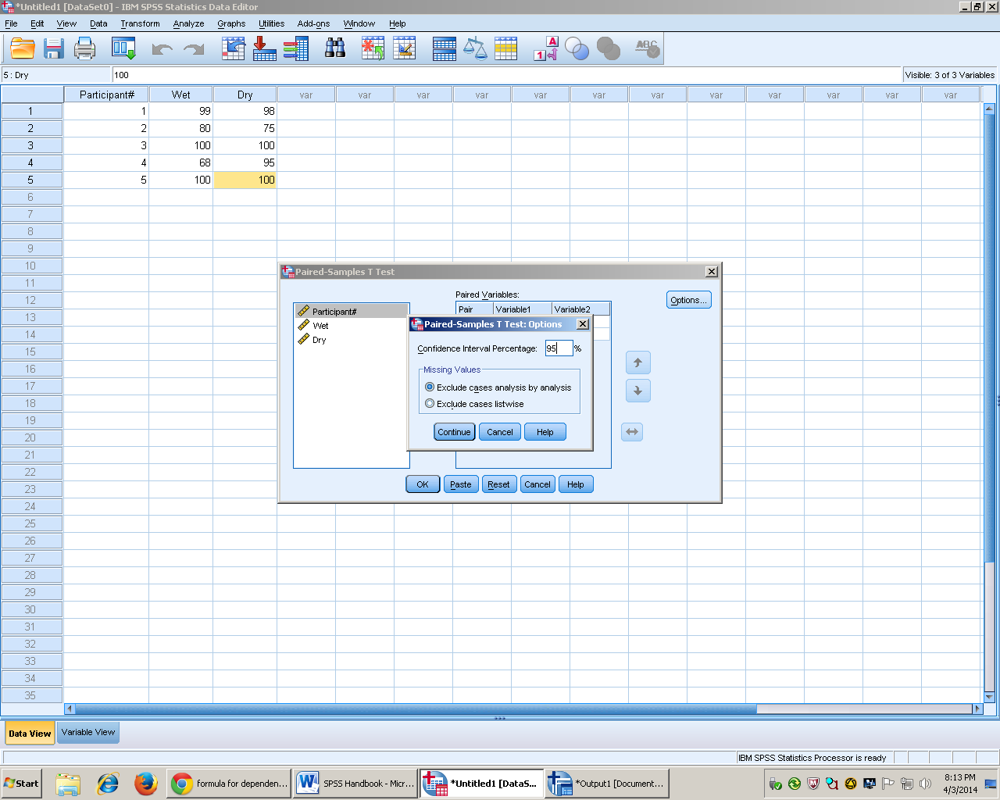 *Untitled1 [DataSet0] - IBM SPSS Statistics Data Editor
File Edit View Data Transform Analyze Graphs Utilities Add-ons Window Help
1 A
ABC
5 : Dry 100 Visible: 3 of 3 Variables
Participant# Wet Dry var var var var var var var var var var var var
1 1 99 98
2 2 80 75
3 3 100 100
4 4 68 95
5 5 100 100
6
7
8
9
10
11
12
13
14
15
16
17
18
19
20
21
22
23
24
25
26
27
28
29
30
31
32
33
34
35
Paired-Samples T Test
Participant#
Wet
Dry
Paired Variables:
Pair Variable1 Variable2
Options...
Paired-Samples T Test: Options
Confidence Interval Percentage: 95 %
Missing Values
Exclude cases analysis by analysis
Exclude cases listwise
Continue Cancel Help
OK Paste Reset Cancel Help
Data View Variable View
IBM SPSS Statistics Processor is ready
Start formula for dependen... SPSS Handbook - Micr... *Untitled1 [DataS... *Output1 [Document... 8:13 PM
4/3/2014